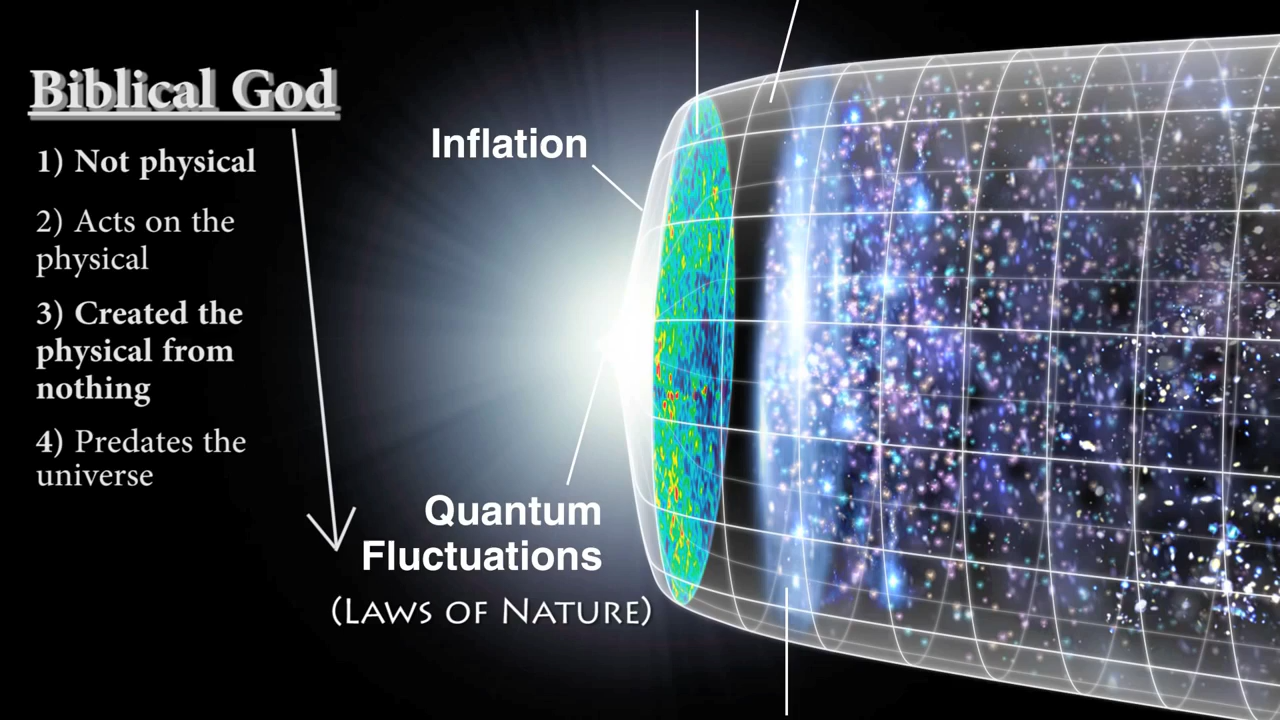 Biblical God
1) Not physical
2) Acts on the
physical
3) Created the
physical from
nothing
4) Predates the
universe
Inflation
Quantum
Fluctuations
(Laws of Nature)